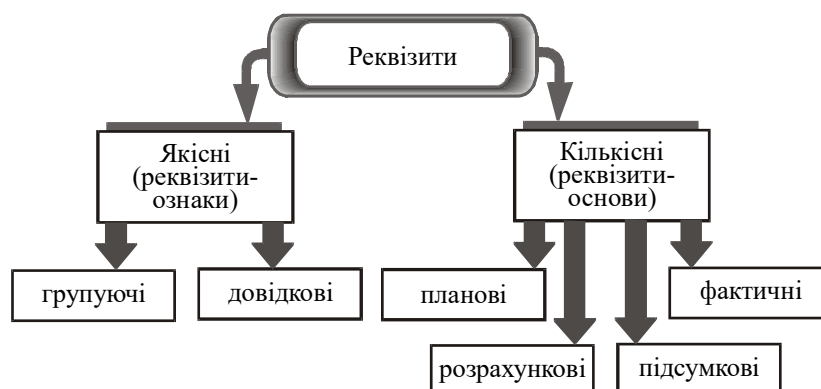 Реквізити
Якісні
(реквізити-
ознаки)
Кількісні
(реквізити-
основи)
групуючі
довідкові
планові
фактичні
розрахункові
підсумкові